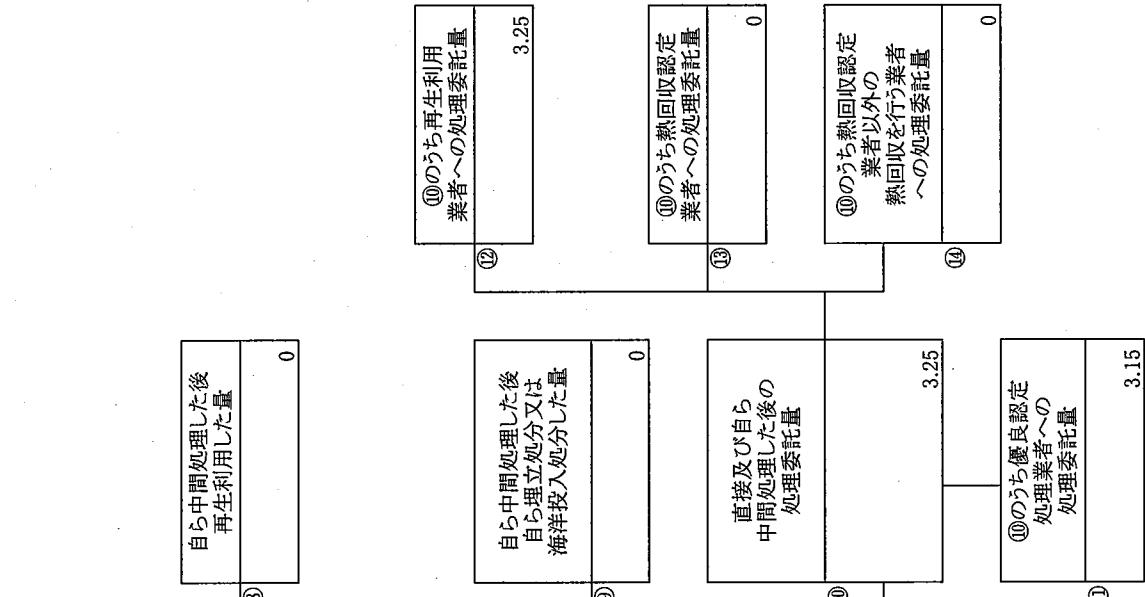 自ら中間処理した後
再生利用した量
0
自ら中間処理した後
自ら埋立処分又は
海洋投入処分した量
0
直接及び自ら
中間処理した後の
処理委託量
3.25
⑩のうち優良認定
処理業者への
処理委託量
3.15
⑫
⑩のうち再生利用
業者への処理委託量
3.25
⑬
⑩のうち熱回収認定
業者への処理委託量
0
⑭
⑩のうち熱回収認定
業者以外の
熱回収を行う業者
への処理委託量
0